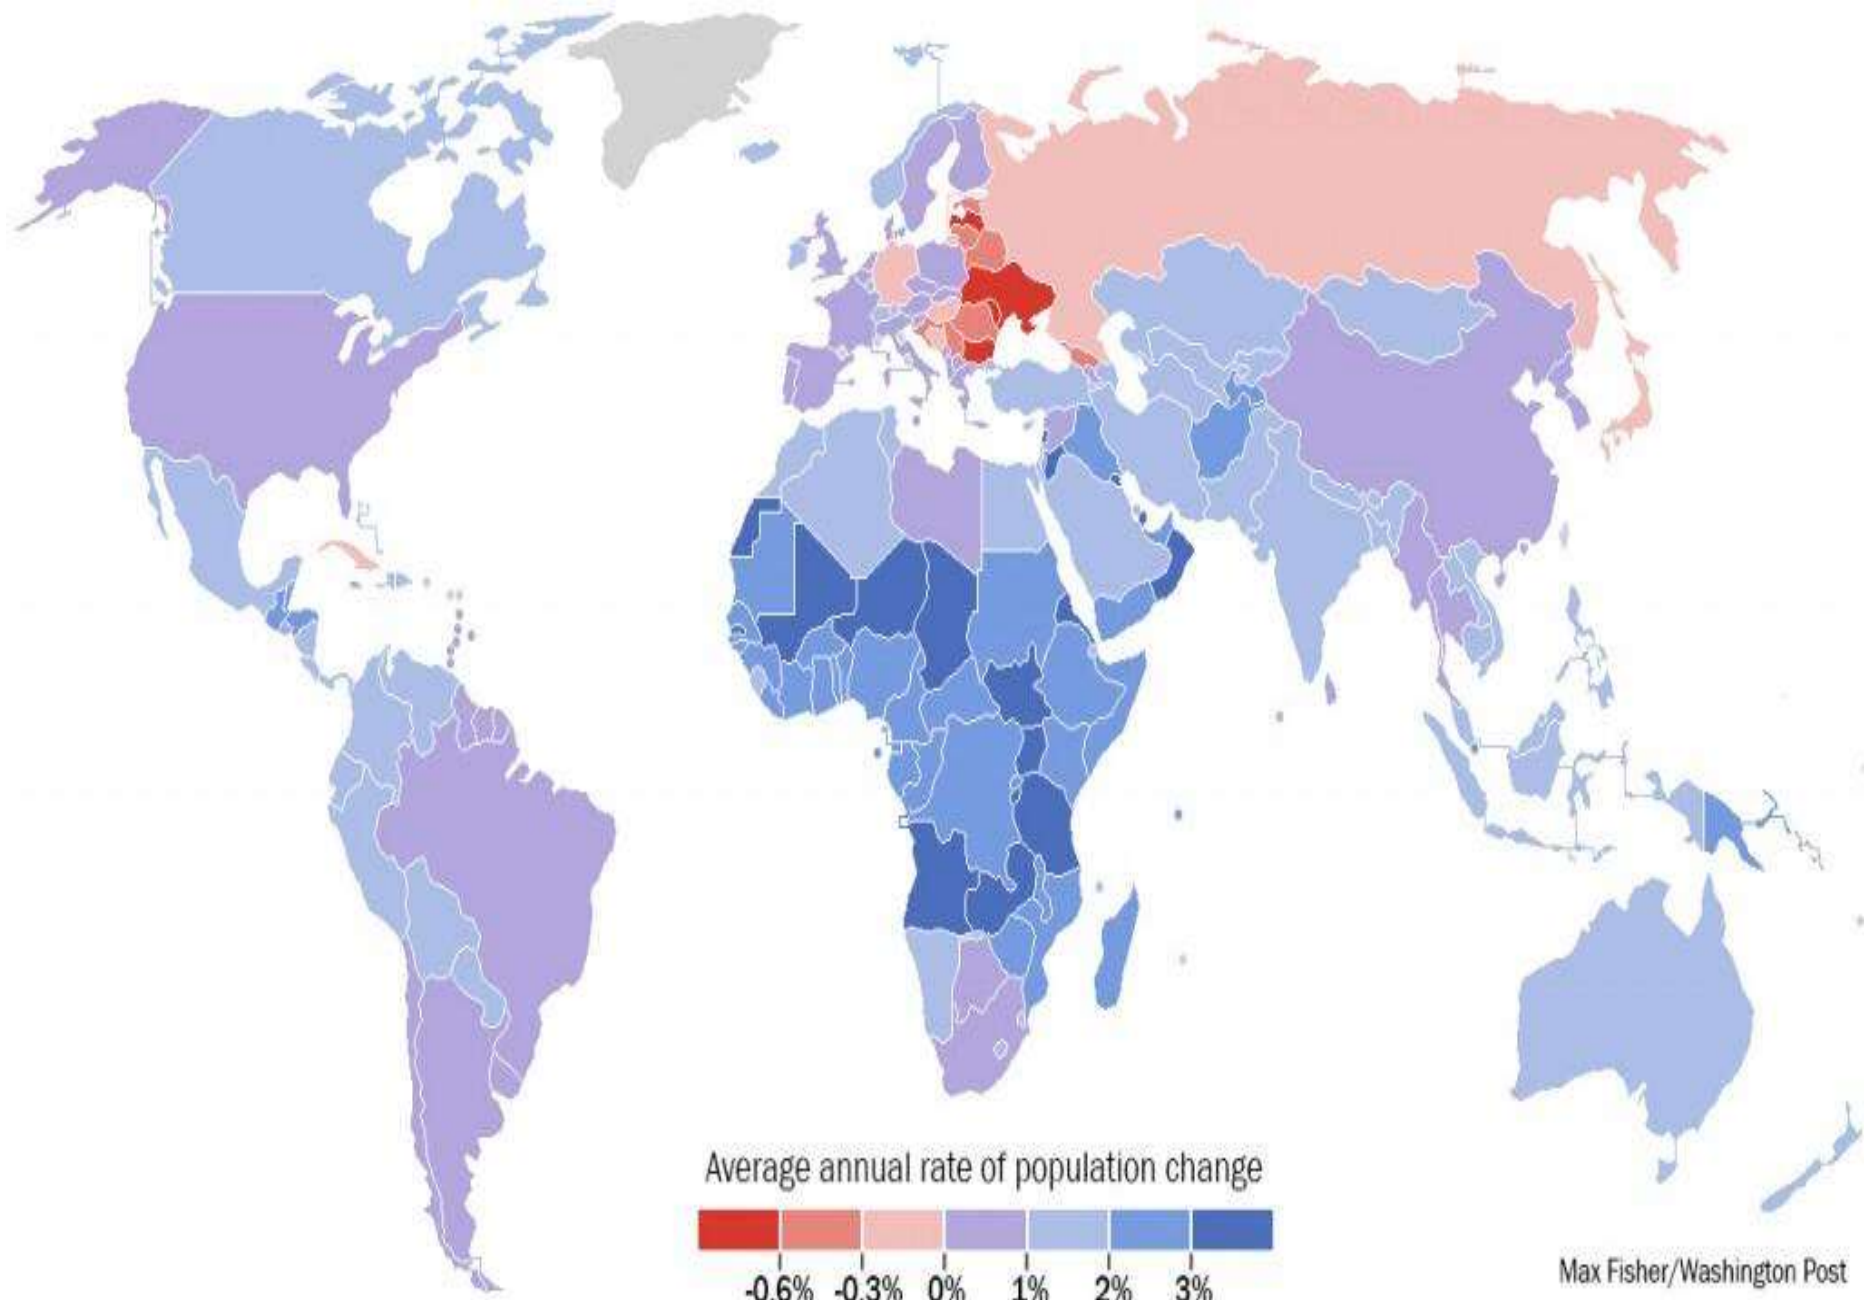 Average annual rate of population change
-0.6% -0.3% 0% 1% 2% 3%
Max Fisher/Washington Post